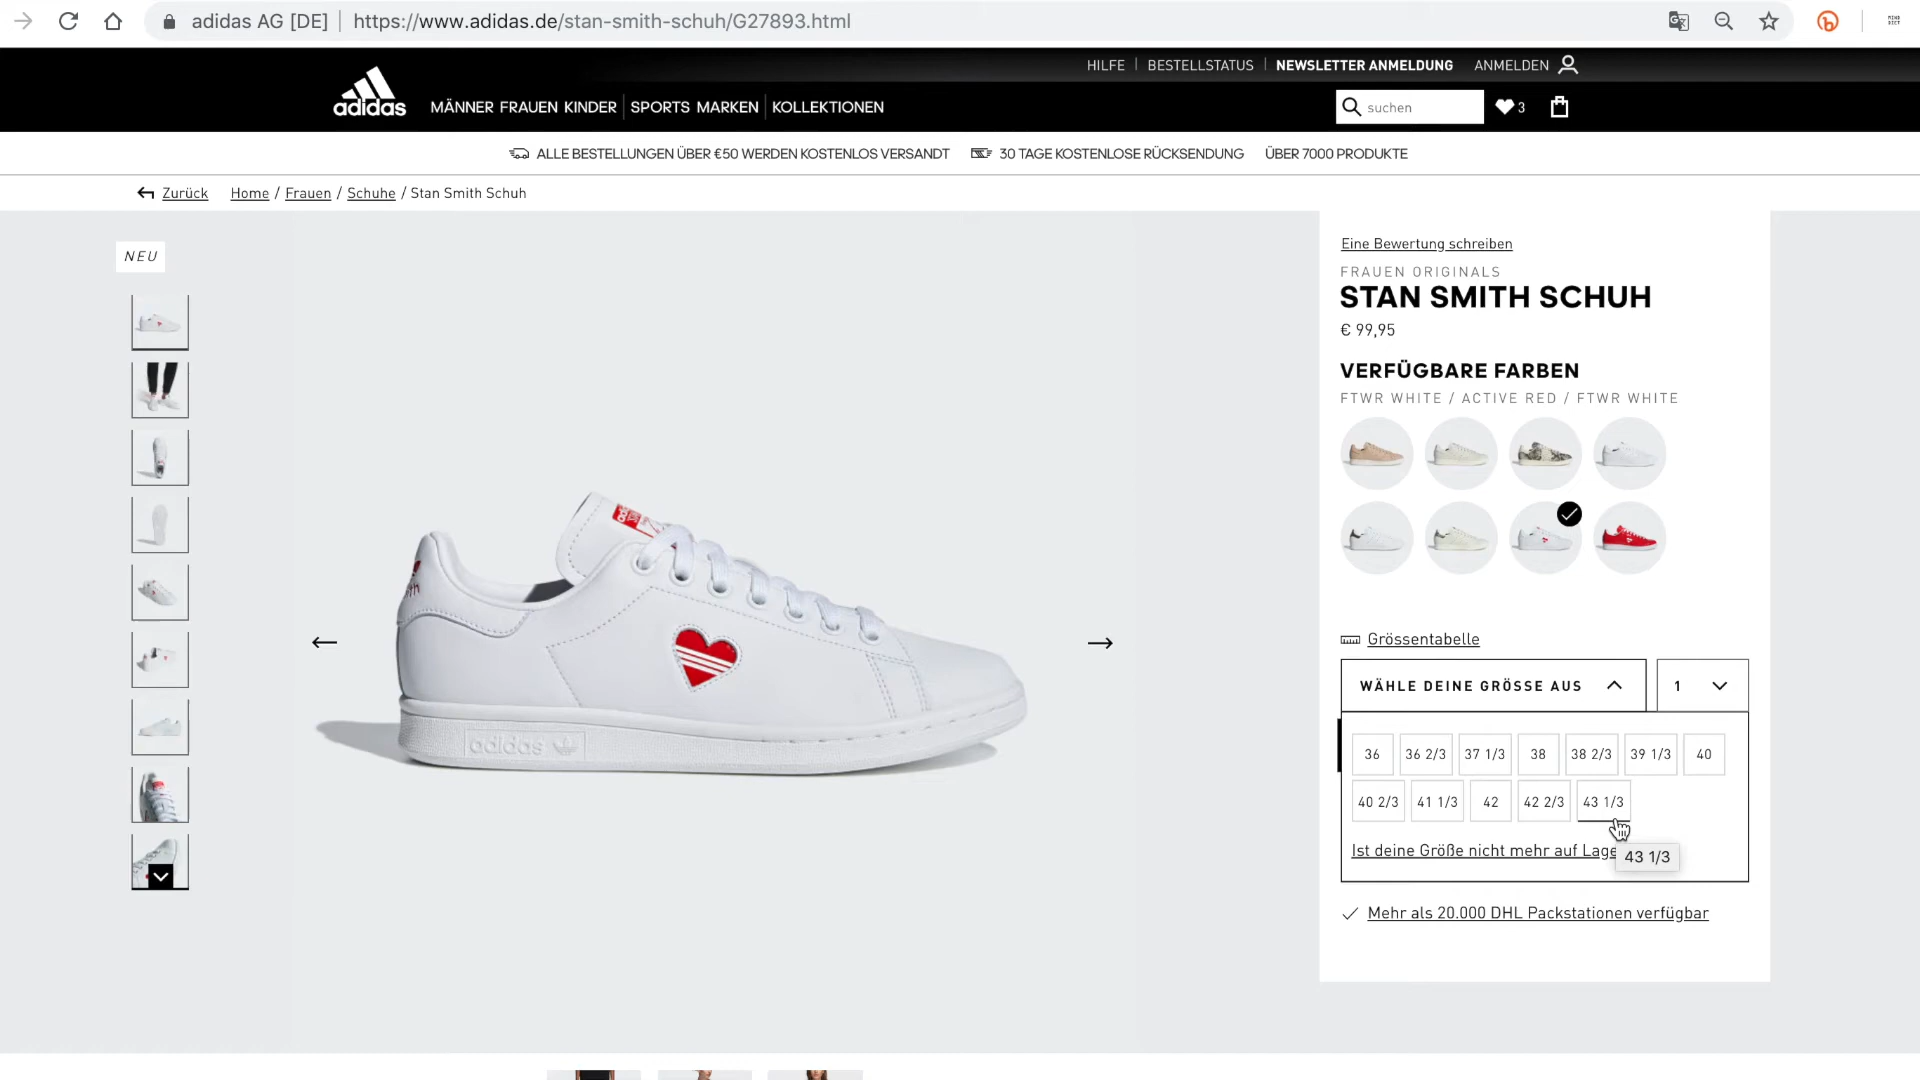 adidas AG [DE] | https://www.adidas.de/stan-smith-schuh/G27893.html
HILFE | BESTELLSTATUS | NEWSLETTER ANMELDUNG ANMELDEN
adidas MÄNNER FRAUEN KINDER SPORTS MARKEN KOLLEKTIONEN suchen 3
ALLE BESTELLUNGEN ÜBER €50 WERDEN KOSTENLOS VERSANDT 30 TAGE KOSTENLOSE RÜCKSENDUNG ÜBER 7000 PRODUKTE
Zurück Home / Frauen / Schuhe / Stan Smith Schuh
NEU
adidas
Eine Bewertung schreiben
FRAUEN ORIGINALS
STAN SMITH SCHUH
€ 99,95
VERFÜGBARE FARBEN
FTWR WHITE / ACTIVE RED / FTWR WHITE
Grössentabelle
WÄHLE DEINE GRÖSSE AUS 1
36 36 2/3 37 1/3 38 38 2/3 39 1/3 40
40 2/3 41 1/3 42 42 2/3 43 1/3
Ist deine Größe nicht mehr auf Lage
43 1/3
Mehr als 20.000 DHL Packstationen verfügbar